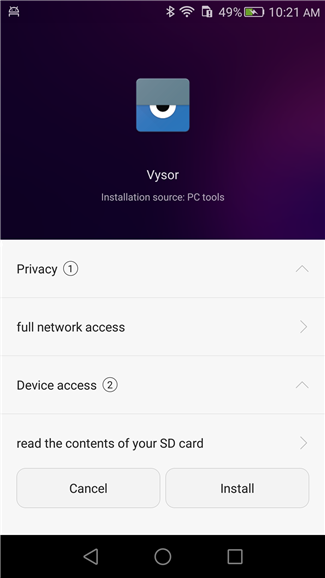 49% 10:21 AM
Vysor
Installation source: PC tools
Privacy 1
full network access
Device access 2
read the contents of your SD card
Cancel Install